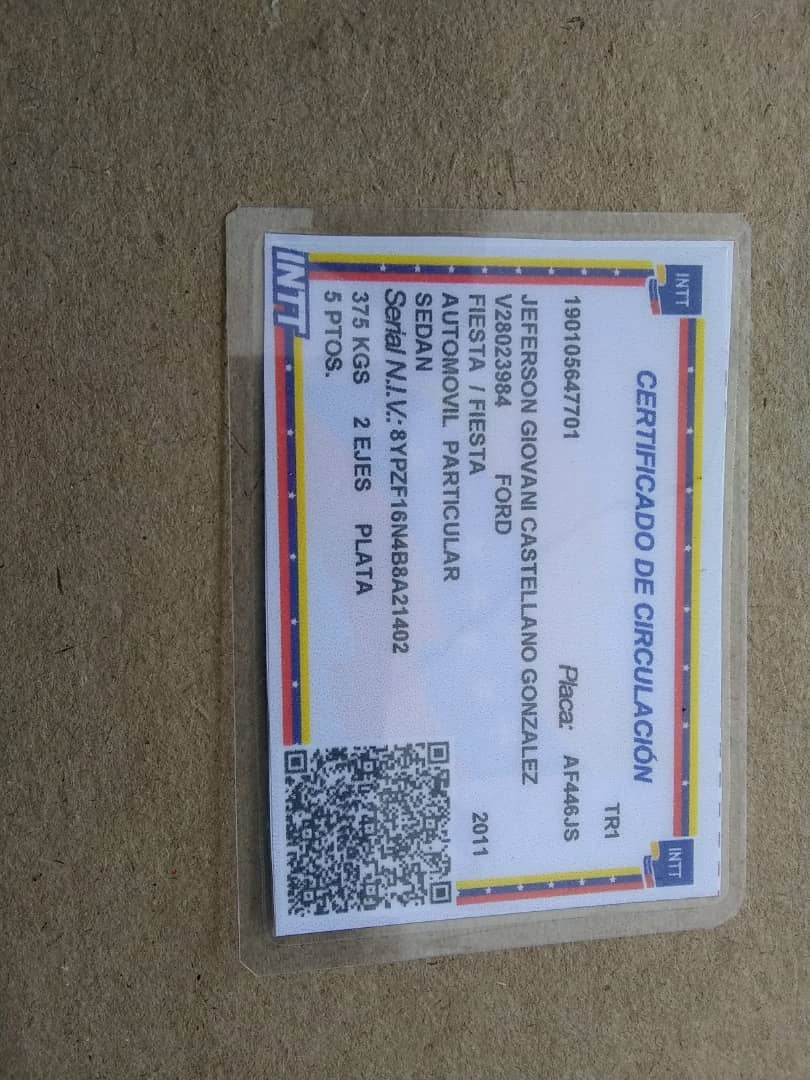 INTT
INTT
CERTIFICADO DE CIRCULACIÓN
TR1
190105647701 Placa: AF446JS
JEFERSON GIOVANI CASTELLANO GONZALEZ
V28023984 FORD
FIESTA / FIESTA 2011
AUTOMOVIL PARTICULAR
SEDAN
Serial N.I.V.: 8YPZF16N4B8A21402
375 KGS 2 EJES PLATA
5 PTOS.
INTT